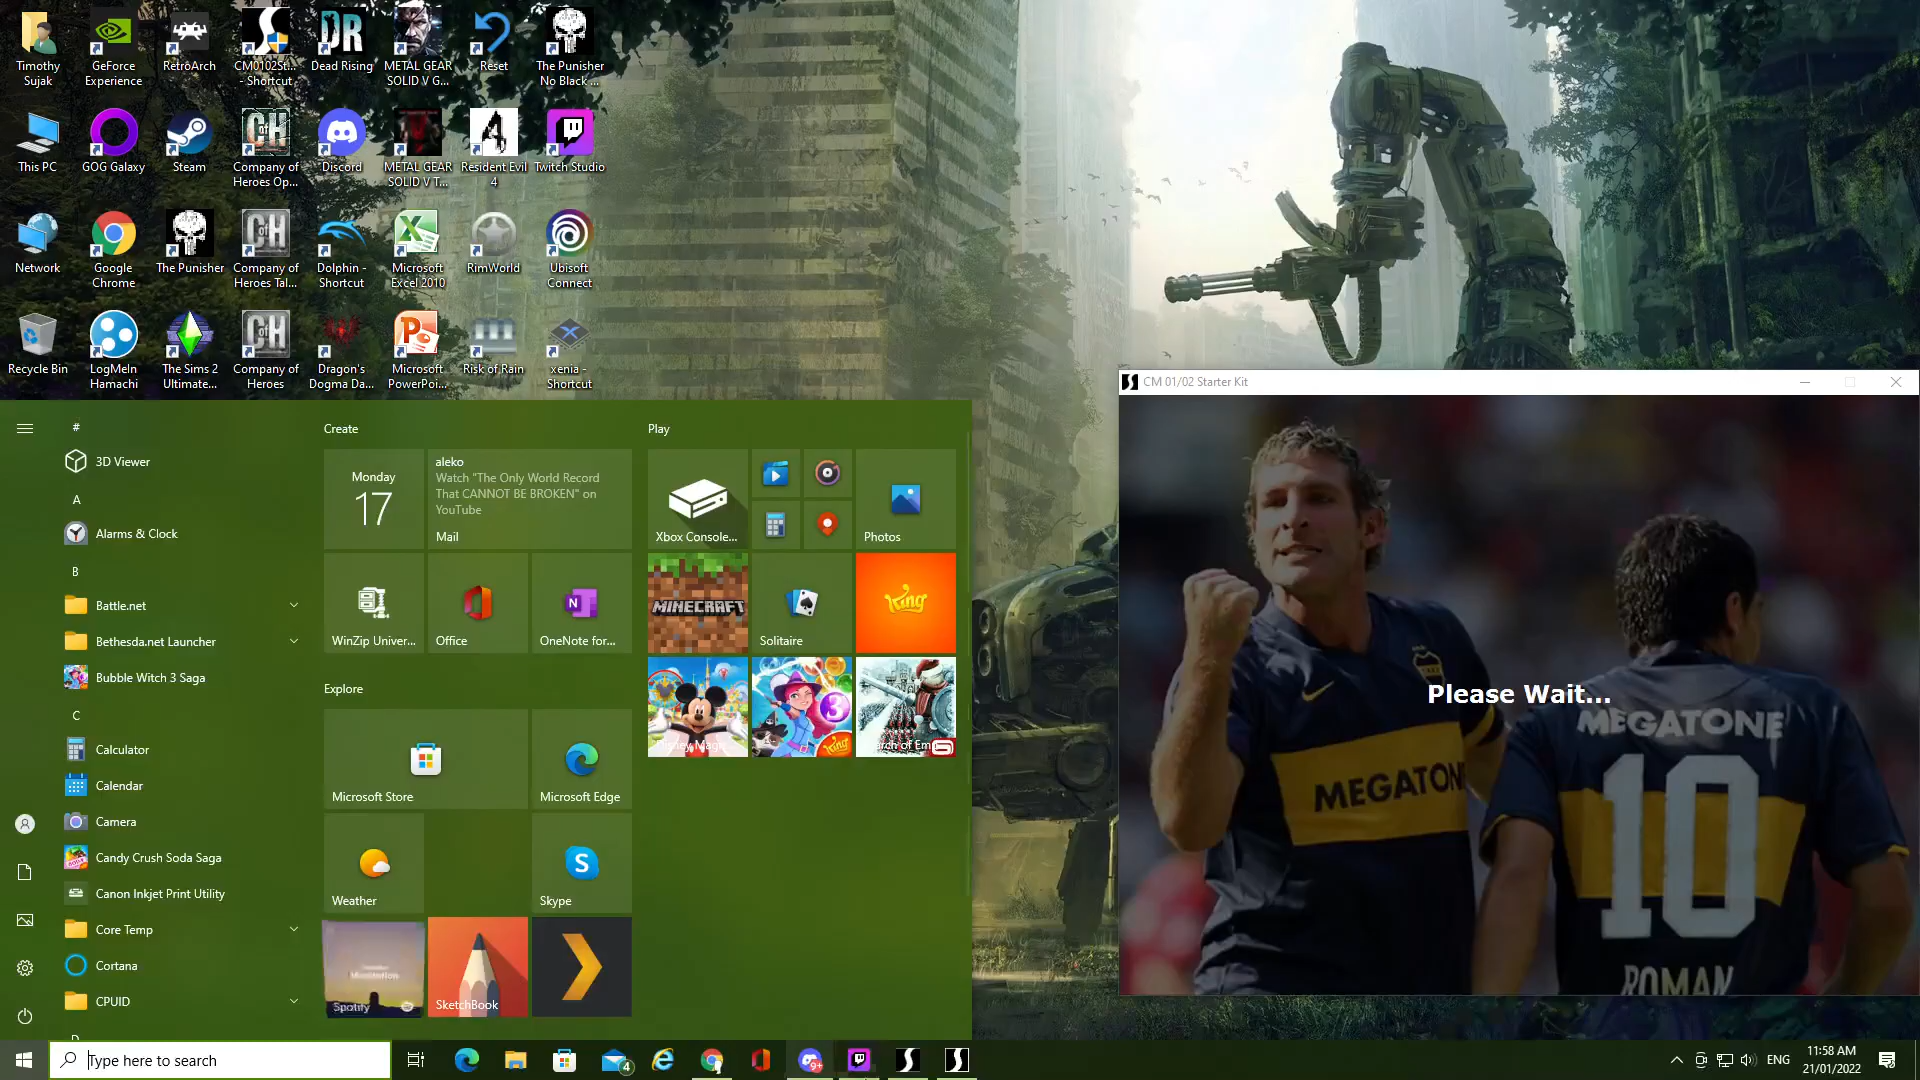 Timothy
Sujak
GeForce
Experience
RetroArch
CM0102St...
- Shortcut
DR
Dead Rising
METAL GEAR
SOLID V G...
Reset
The Punisher
No Black ...
This PC
GOG Galaxy
Steam
Company of
Heroes Op...
Discord
METAL GEAR
SOLID V T...
Resident Evil
4
Twitch Studio
Network
Google
Chrome
The Punisher
Company of
Heroes Tal...
Dolphin -
Shortcut
Microsoft
Excel 2010
RimWorld
Ubisoft
Connect
Recycle Bin
LogMeIn
Hamachi
The Sims 2
Ultimate...
Company of
Heroes
Dragon's
Dogma Da...
Microsoft
PowerPoi...
Risk of Rain
xenia -
Shortcut
#
3D Viewer
A
Alarms & Clock
B
Battle.net
Bethesda.net Launcher
Bubble Witch 3 Saga
C
Calculator
Calendar
Camera
Candy Crush Soda Saga
Canon Inkjet Print Utility
Core Temp
Cortana
CPUID
Create
Monday
17
aleko
Watch "The Only World Record
That CANNOT BE BROKEN" on
YouTube
Mail
WinZip Univer...
Office
OneNote for...
Explore
Microsoft Store
Microsoft Edge
Weather
Skype
Spotify
SketchBook
Play
Xbox Console...
Photos
MINECRAFT
Solitaire
King
Disney Magic...
3
King
CM 01/02 Starter Kit
Please Wait...
MEGATONE
MEGATONE
10
ROMAN
Type here to search
4
9+
ENG
11:58 AM
21/01/2022